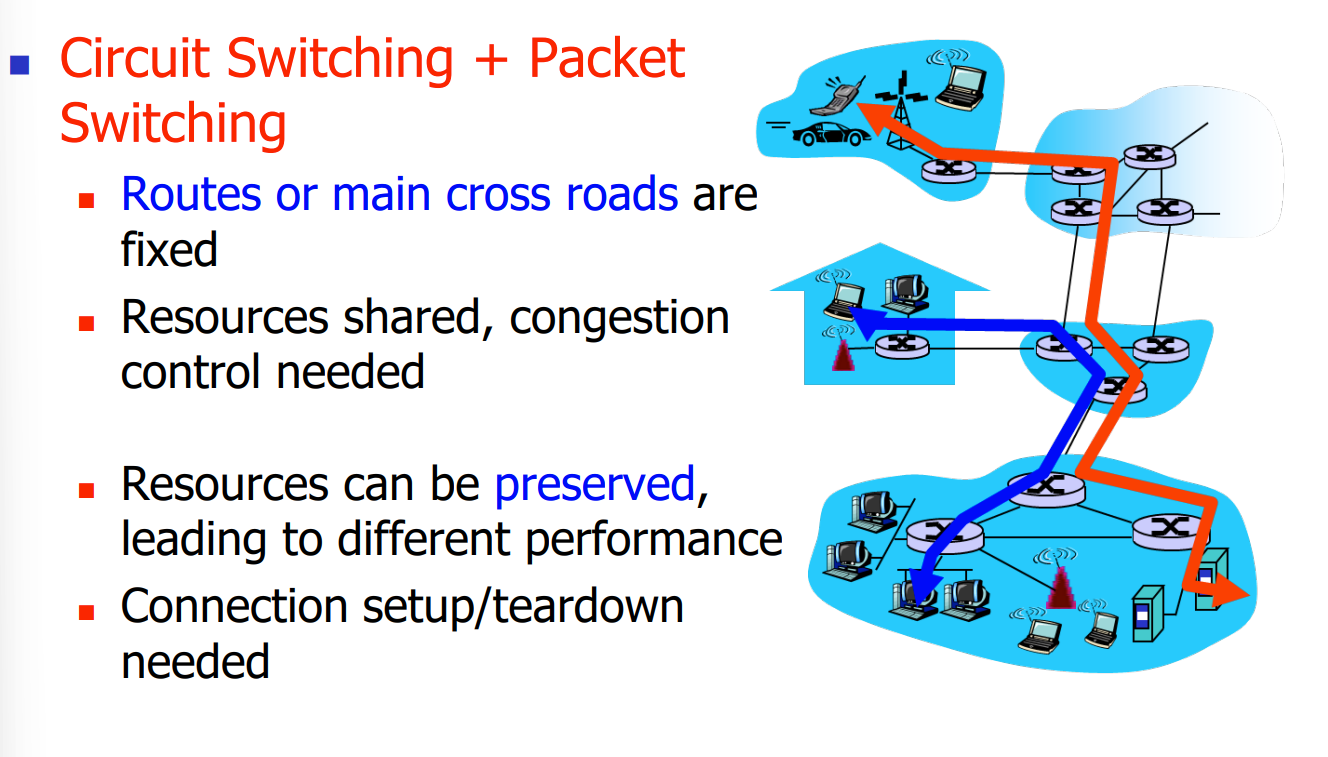 Circuit Switching + Packet
Switching
Routes or main cross roads are
fixed
Resources shared, congestion
control needed
Resources can be preserved,
leading to different performance
Connection setup/teardown
needed